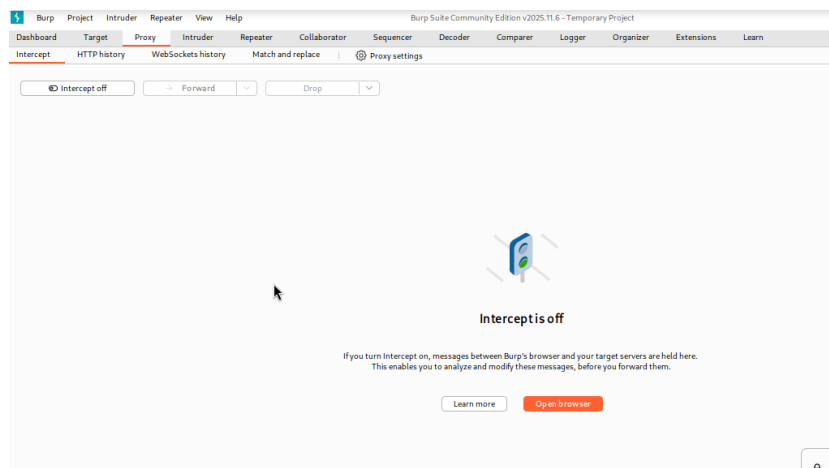 Burp Project Intruder Repeater View Help Burp Suite Community Edition v2025.11.6 - Temporary Project
Dashboard Target Proxy Intruder Repeater Collaborator Sequencer Decoder Comparer Logger Organizer Extensions Learn
Intercept HTTP history WebSockets history Match and replace Proxy settings
Intercept off Forward Drop
Intercept is off
If you turn Intercept on, messages between Burp's browser and your target servers are held here.
This enables you to analyze and modify these messages, before you forward them.
Learn more Open browser